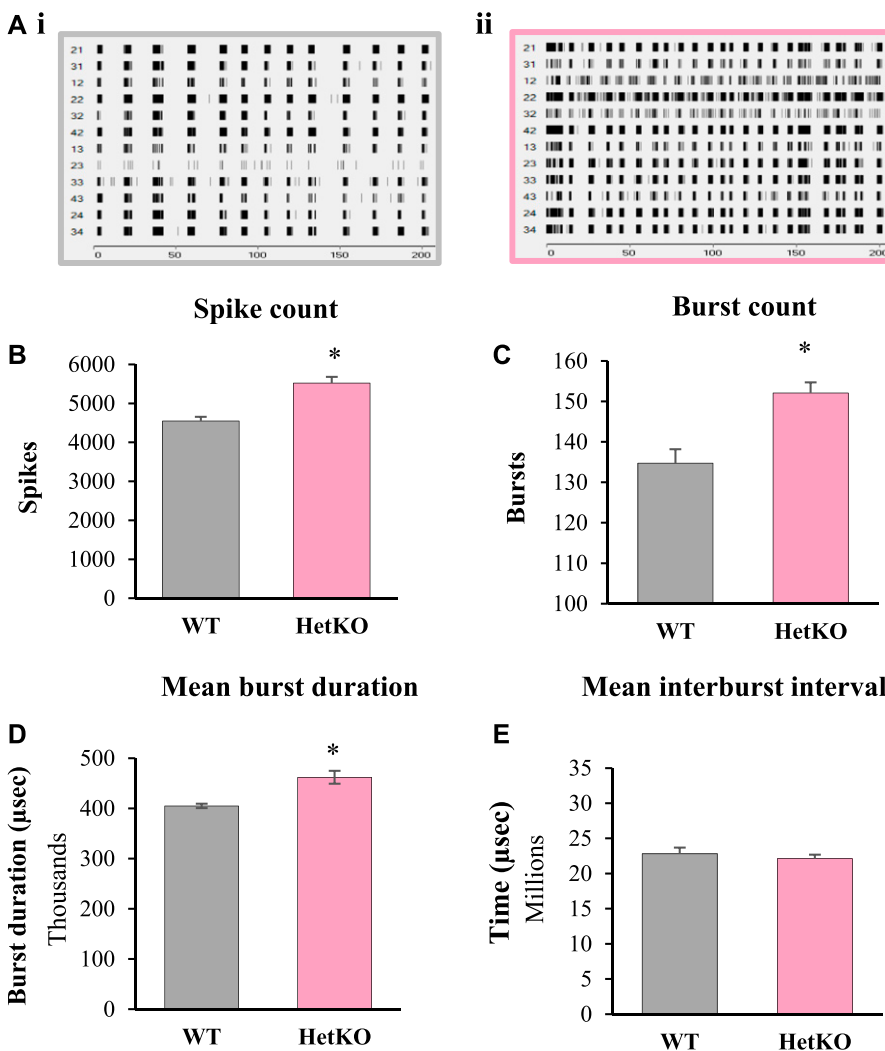 A i
21
31
12
22
32
42
13
23
33
43
24
34
0 50 100 150 200
ii
21
31
12
22
32
42
13
23
33
43
24
34
0 50 100 150 200
Spike count
B
*
6000
5000
4000
3000
2000
1000
0
Spikes
WT HetKO
Burst count
C
*
160
150
140
130
120
110
100
Bursts
WT HetKO
Mean burst duration
D
*
500
400
300
200
100
0
Burst duration (µsec)
Thousands
WT HetKO
Mean interburst interval
E
35
30
25
20
15
10
5
0
Time (µsec)
Millions
WT HetKO